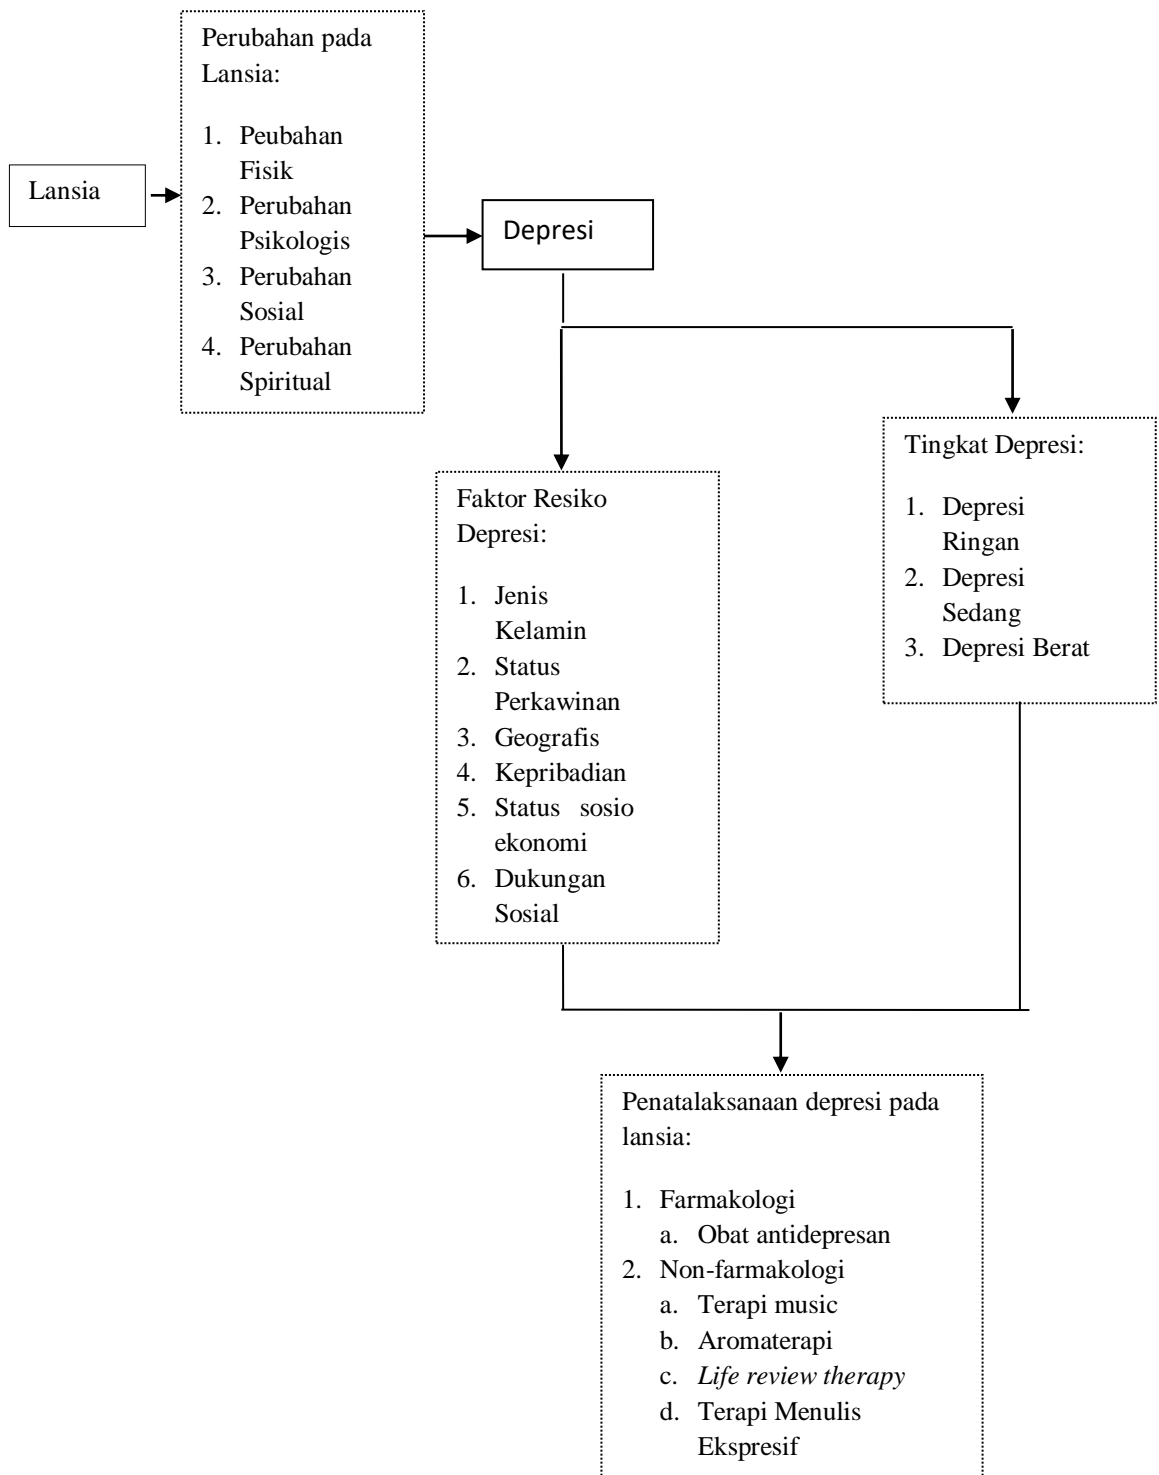 Perubahan pada
Lansia:
1. Peubahan
Fisik
2. Perubahan
Psikologis
3. Perubahan
Sosial
4. Perubahan
Spiritual
Lansia
Depresi
Tingkat Depresi:
1. Depresi
Ringan
2. Depresi
Sedang
3. Depresi Berat
Faktor Resiko
Depresi:
1. Jenis
Kelamin
2. Status
Perkawinan
3. Geografis
4. Kepribadian
5. Status sosio
ekonomi
6. Dukungan
Sosial
Penatalaksanaan depresi pada
lansia:
1. Farmakologi
a. Obat antidepresan
2. Non-farmakologi
a. Terapi music
b. Aromaterapi
c. Life review therapy
d. Terapi Menulis
Ekspresif